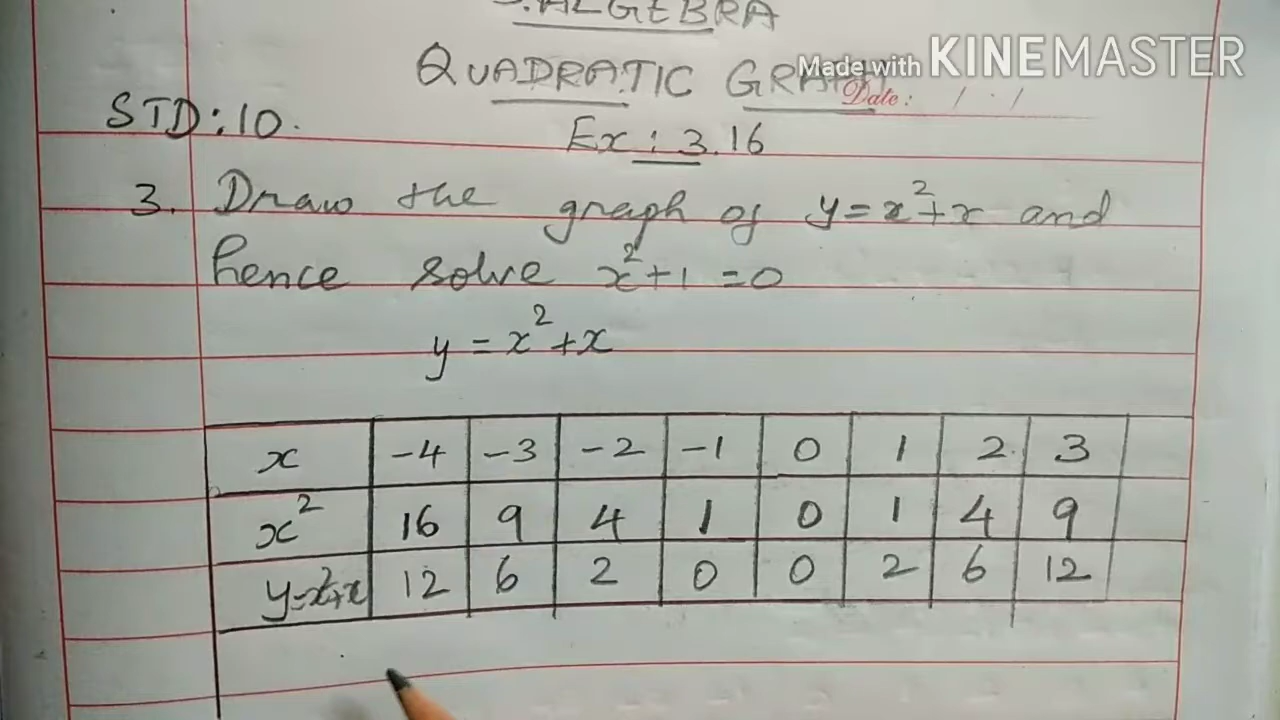 ALGEBRA
QUADRATIC GRAPH
Made with KINEMASTER
Date: / /
STD: 10.
Ex: 3.16
3. Draw the graph of y = x² + x and
hence solve x² + 1 = 0
y = x² + x
x -4 -3 -2 -1 0 1 2 3
x² 16 9 4 1 0 1 4 9
y=x²+x 12 6 2 0 0 2 6 12